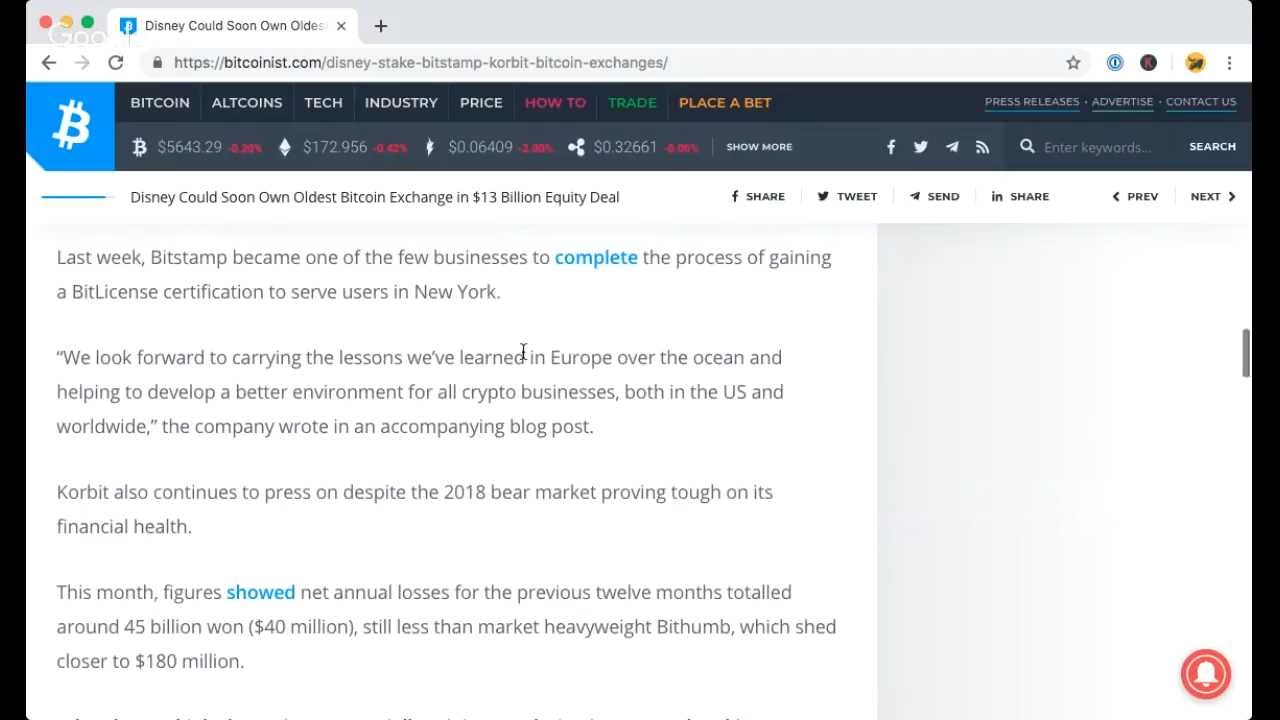 Disney Could Soon Own Oldes
https://bitcoinist.com/disney-stake-bitstamp-korbit-bitcoin-exchanges/
BITCOIN ALTCOINS TECH INDUSTRY PRICE HOW TO TRADE PLACE A BET PRESS RELEASES · ADVERTISE · CONTACT US
$5643.29 -0.20% $172.956 -0.42% $0.06409 -2.00% $0.32661 -0.05% SHOW MORE Enter keywords... SEARCH
Disney Could Soon Own Oldest Bitcoin Exchange in $13 Billion Equity Deal SHARE TWEET SEND SHARE PREV NEXT
Last week, Bitstamp became one of the few businesses to complete the process of gaining
a BitLicense certification to serve users in New York.
“We look forward to carrying the lessons we’ve learned in Europe over the ocean and
helping to develop a better environment for all crypto businesses, both in the US and
worldwide,” the company wrote in an accompanying blog post.
Korbit also continues to press on despite the 2018 bear market proving tough on its
financial health.
This month, figures showed net annual losses for the previous twelve months totalled
around 45 billion won ($40 million), still less than market heavyweight Bithumb, which shed
closer to $180 million.